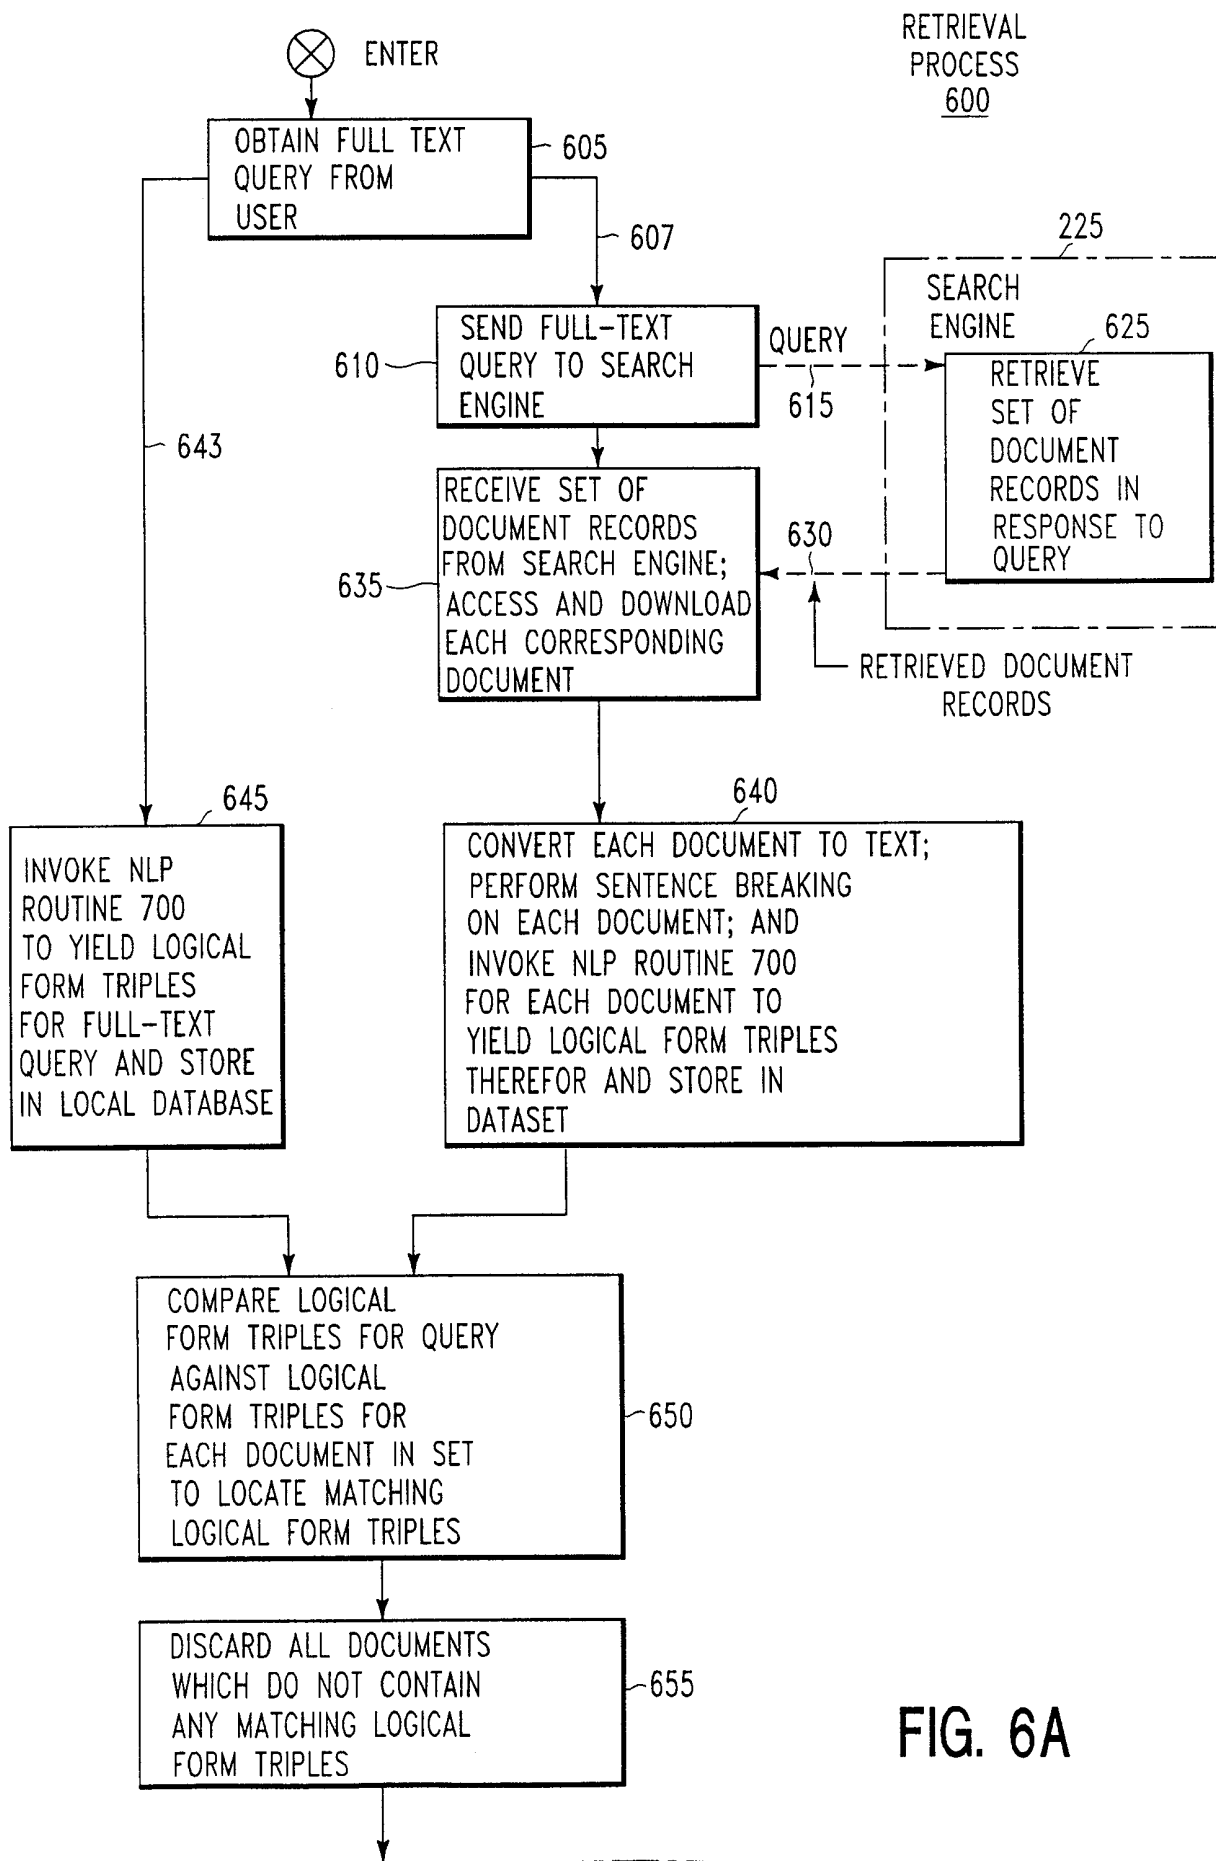 RETRIEVAL
PROCESS
600
ENTER
OBTAIN FULL TEXT
QUERY FROM
USER
605
607
643
SEND FULL-TEXT
QUERY TO SEARCH
ENGINE
610
QUERY
615
225
SEARCH
ENGINE
625
RETRIEVE
SET OF
DOCUMENT
RECORDS IN
RESPONSE TO
QUERY
RECEIVE SET OF
DOCUMENT RECORDS
FROM SEARCH ENGINE;
ACCESS AND DOWNLOAD
EACH CORRESPONDING
DOCUMENT
635
630
RETRIEVED DOCUMENT
RECORDS
645
INVOKE NLP
ROUTINE 700
TO YIELD LOGICAL
FORM TRIPLES
FOR FULL-TEXT
QUERY AND STORE
IN LOCAL DATABASE
640
CONVERT EACH DOCUMENT TO TEXT;
PERFORM SENTENCE BREAKING
ON EACH DOCUMENT; AND
INVOKE NLP ROUTINE 700
FOR EACH DOCUMENT TO
YIELD LOGICAL FORM TRIPLES
THEREFOR AND STORE IN
DATASET
COMPARE LOGICAL
FORM TRIPLES FOR QUERY
AGAINST LOGICAL
FORM TRIPLES FOR
EACH DOCUMENT IN SET
TO LOCATE MATCHING
LOGICAL FORM TRIPLES
650
DISCARD ALL DOCUMENTS
WHICH DO NOT CONTAIN
ANY MATCHING LOGICAL
FORM TRIPLES
655
FIG. 6A